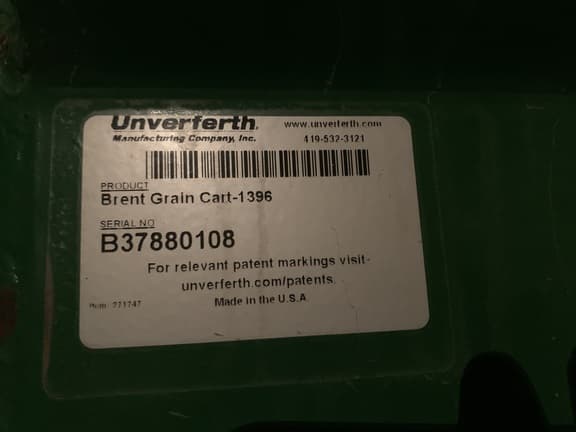 Unverferth
www.unverferth.com
Manufacturing Company, Inc.
419-532-3121
PRODUCT
Brent Grain Cart-1396
SERIAL NO
B37880108
For relevant patent markings visit-
unverferth.com/patents.
271747
Made in the U.S.A.